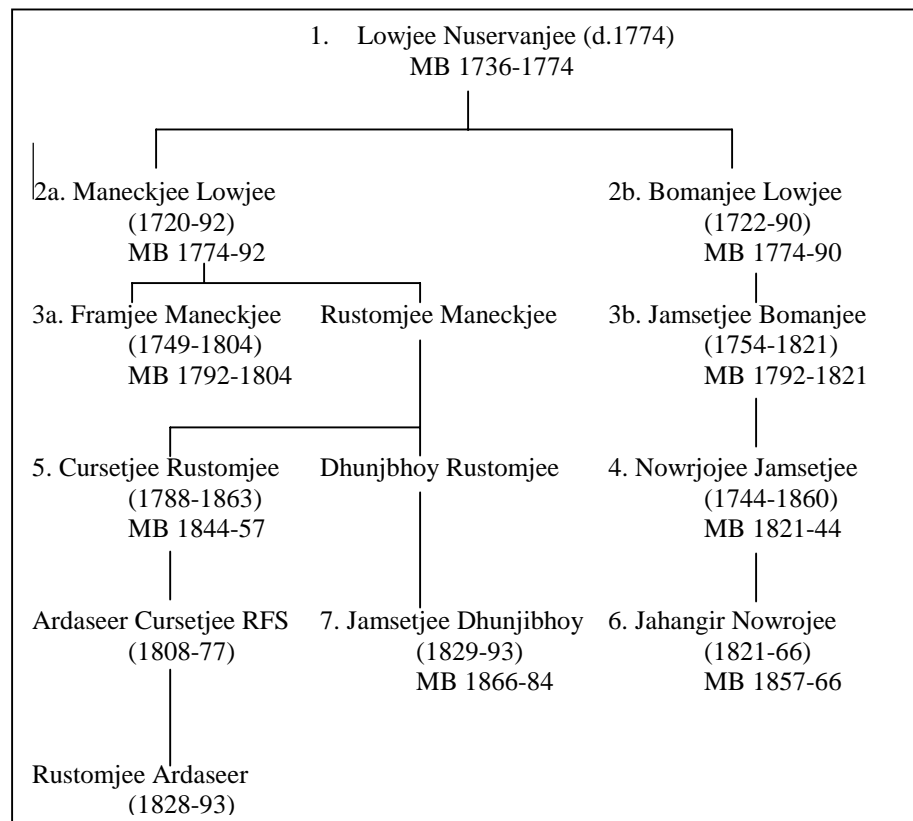 1. Lowjee Nuservanjee (d.1774)
MB 1736-1774
2a. Maneckjee Lowjee
(1720-92)
MB 1774-92
2b. Bomanjee Lowjee
(1722-90)
MB 1774-90
3a. Framjee Maneckjee
(1749-1804)
MB 1792-1804
Rustomjee Maneckjee
3b. Jamsetjee Bomanjee
(1754-1821)
MB 1792-1821
5. Cursetjee Rustomjee
(1788-1863)
MB 1844-57
Dhunjbhoy Rustomjee
4. Nowrjojee Jamsetjee
(1744-1860)
MB 1821-44
Ardaseer Cursetjee RFS
(1808-77)
7. Jamsetjee Dhunjibhoy
(1829-93)
MB 1866-84
6. Jahangir Nowrojee
(1821-66)
MB 1857-66
Rustomjee Ardaseer
(1828-93)